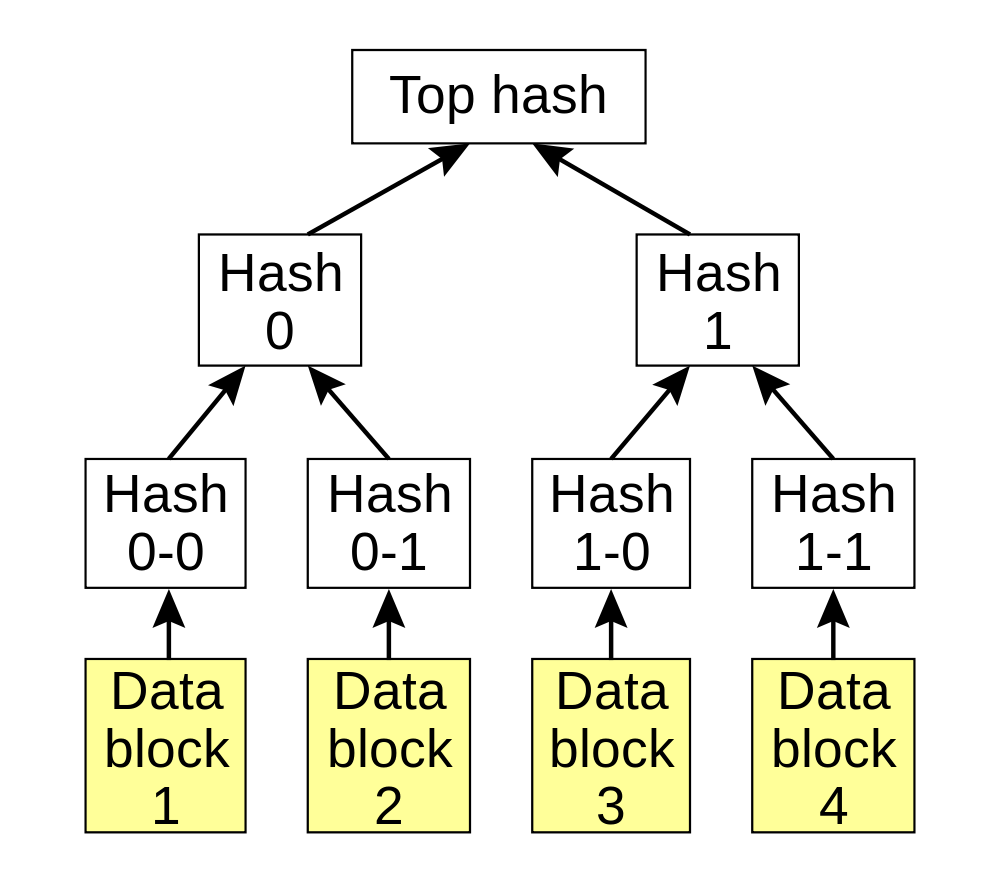 Top hash
Hash
0
Hash
1
Hash
0-0
Hash
0-1
Hash
1-0
Hash
1-1
Data
block
1
Data
block
2
Data
block
3
Data
block
4